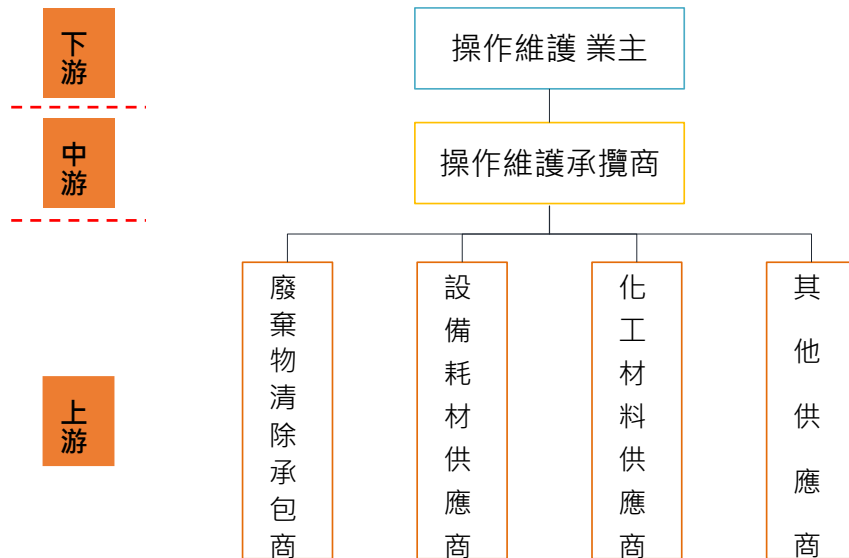 下游
操作維護 業主
中游
操作維護承攬商
上游
廢棄物清除承包商
設備耗材供應商
化工材料供應商
其他供應商